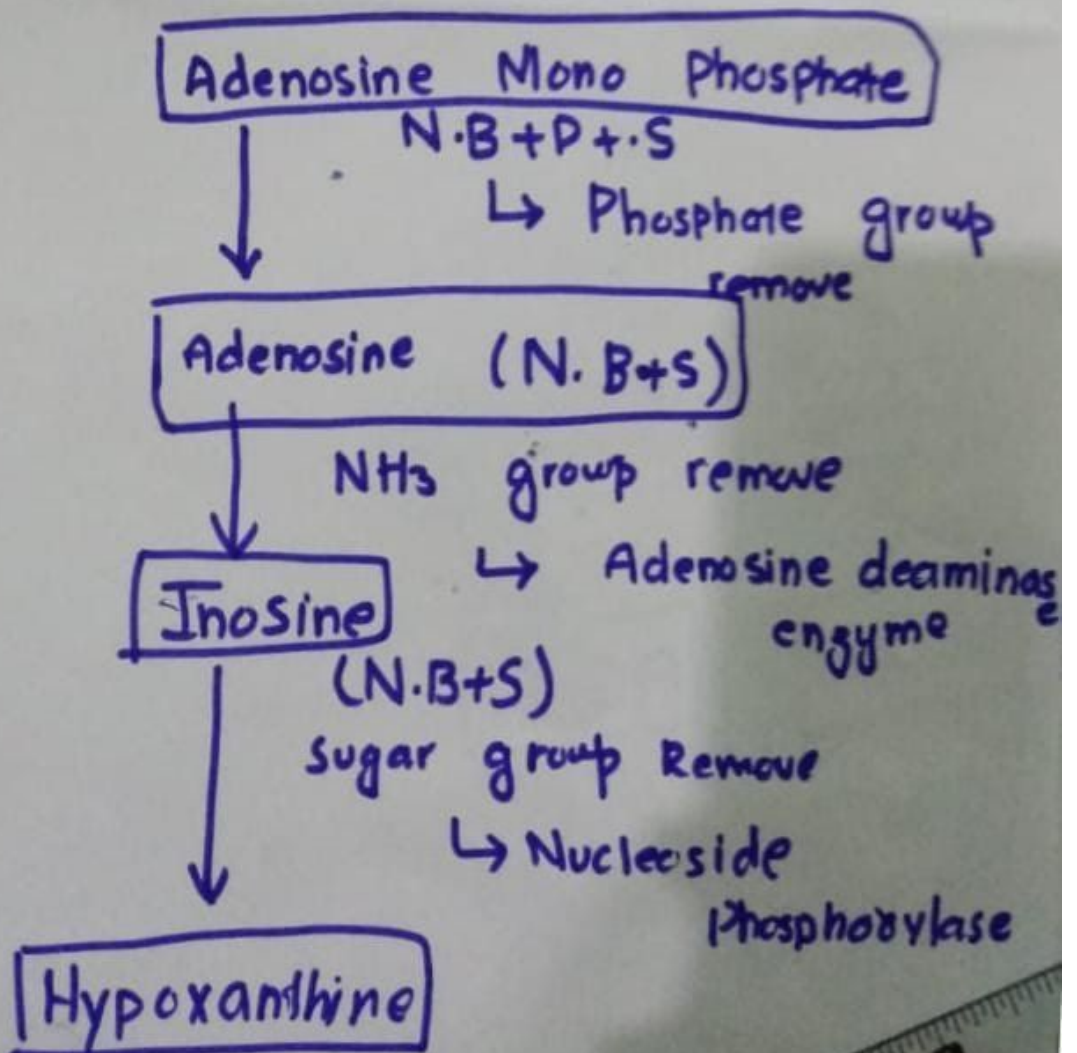 Adenosine Mono Phosphate
N.B+P+.S
↳ Phosphate group
remove
Adenosine (N. B+S)
NH3 group remove
↳ Adenosine deaminase
enzyme
Inosine
(N.B+S)
Sugar group Remove
↳ Nucleoside
Phosphorylase
Hypoxanthine